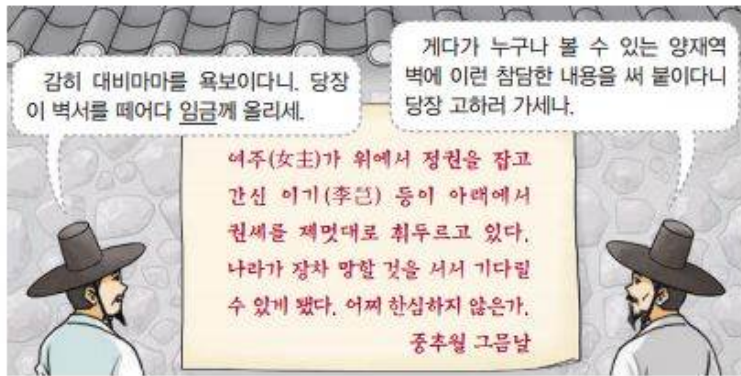 감히 대비마마를 욕보이다니. 당장
이 벽서를 떼어다 임금께 올리세.
게다가 누구나 볼 수 있는 양재역
벽에 이런 참담한 내용을 써 붙이다니
당장 고하러 가세나.
여주(女主)가 위에서 정권을 잡고
간신 이기(李芑) 등이 아래에서
권세를 제멋대로 휘두르고 있다.
나라가 장차 망할 것을 서서 기다릴
수 있게 됐다. 어찌 한심하지 않은가.
중추월 그믐날